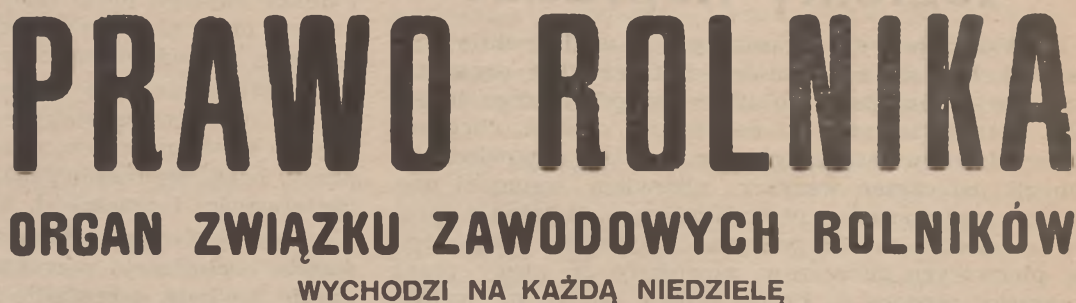 PRAWO ROLNIKA
ORGAN ZWIĄZKU ZAWODOWYCH ROLNIKÓW
WYCHODZI NA KAŻDĄ NIEDZIELĘ